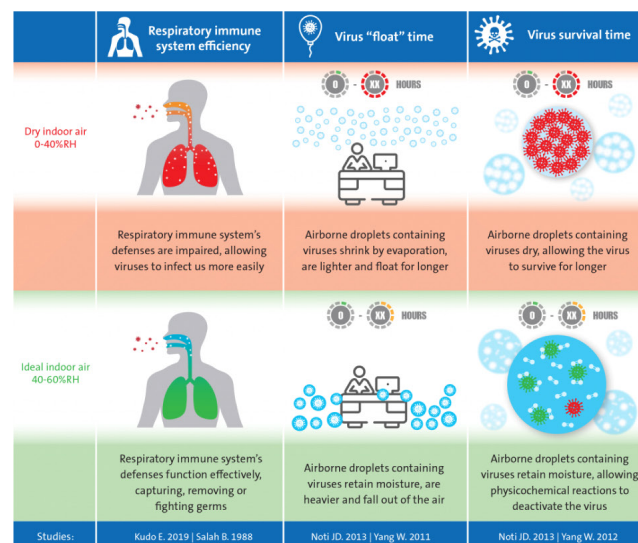 Respiratory immune
system efficiency
Virus “float” time
Virus survival time
Dry indoor air
0-40%RH
0 - XX HOURS
0 - XX HOURS
Respiratory immune system's
defenses are impaired, allowing
viruses to infect us more easily
Airborne droplets containing
viruses shrink by evaporation,
are lighter and float for longer
Airborne droplets containing
viruses dry, allowing the virus
to survive for longer
Ideal indoor air
40-60%RH
0 - XX HOURS
0 - XX HOURS
Respiratory immune system's
defenses function effectively,
capturing, removing or
fighting germs
Airborne droplets containing
viruses retain moisture, are
heavier and fall out of the air
Airborne droplets containing
viruses retain moisture, allowing
physicochemical reactions to
deactivate the virus
Studies:
Kudo E. 2019 | Salah B. 1988
Noti JD. 2013 | Yang W. 2011
Noti JD. 2013 | Yang W. 2012